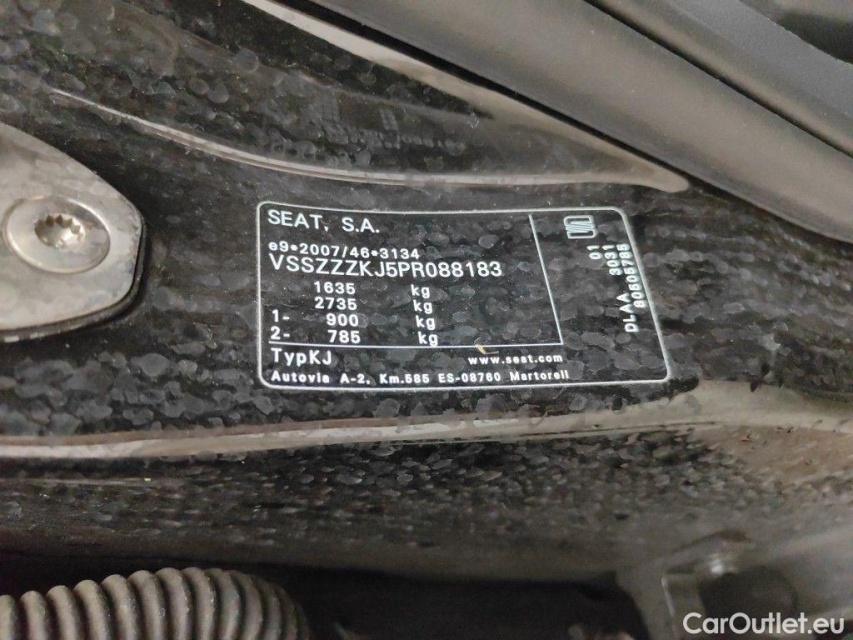 SEAT, S.A.
e9*2007/46*3134
VSSZZZKJ5PR088183
1635 kg
2735 kg
1- 900 kg
2- 785 kg
TypKJ
www.seat.com
Autovia A-2, Km.585 ES-08760 Martorell
01
3031
DLAA 80605785
CarOutlet.eu